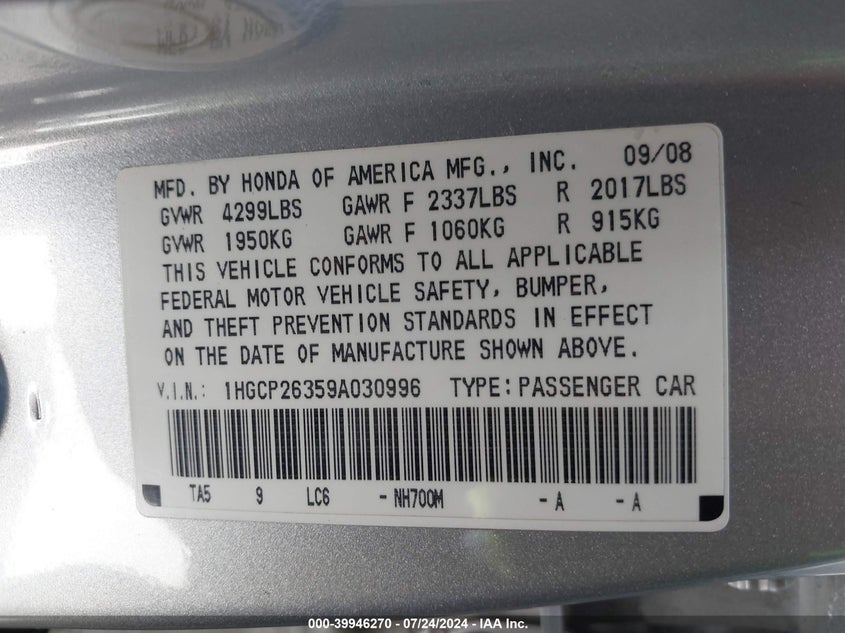 MFD. BY HONDA OF AMERICA MFG., INC. 09/08
GVWR 4299LBS GAWR F 2337LBS R 2017LBS
GVWR 1950KG GAWR F 1060KG R 915KG
THIS VEHICLE CONFORMS TO ALL APPLICABLE
FEDERAL MOTOR VEHICLE SAFETY, BUMPER,
AND THEFT PREVENTION STANDARDS IN EFFECT
ON THE DATE OF MANUFACTURE SHOWN ABOVE.
V.I.N.: 1HGCP26359A030996 TYPE: PASSENGER CAR
TA5 9 LC6 - NH700M - A - A
000-39946270 - 07/24/2024 - IAA Holdings, LLC.